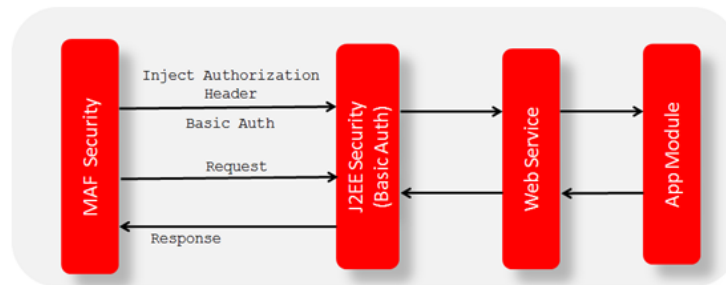 MAF Security
Inject Authorization
Header
Basic Auth
Request
Response
J2EE Security
(Basic Auth)
Web Service
App Module